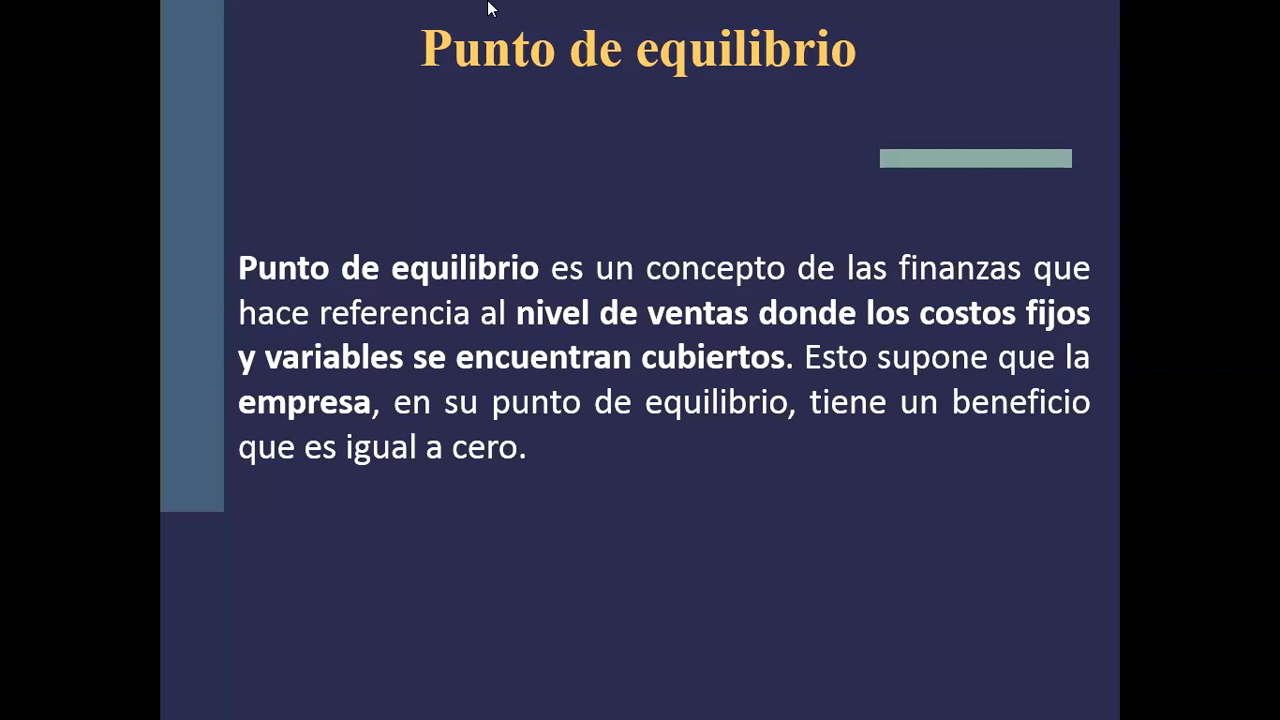 Punto de equilibrio
Punto de equilibrio es un concepto de las finanzas que
hace referencia al nivel de ventas donde los costos fijos
y variables se encuentran cubiertos. Esto supone que la
empresa, en su punto de equilibrio, tiene un beneficio
que es igual a cero.